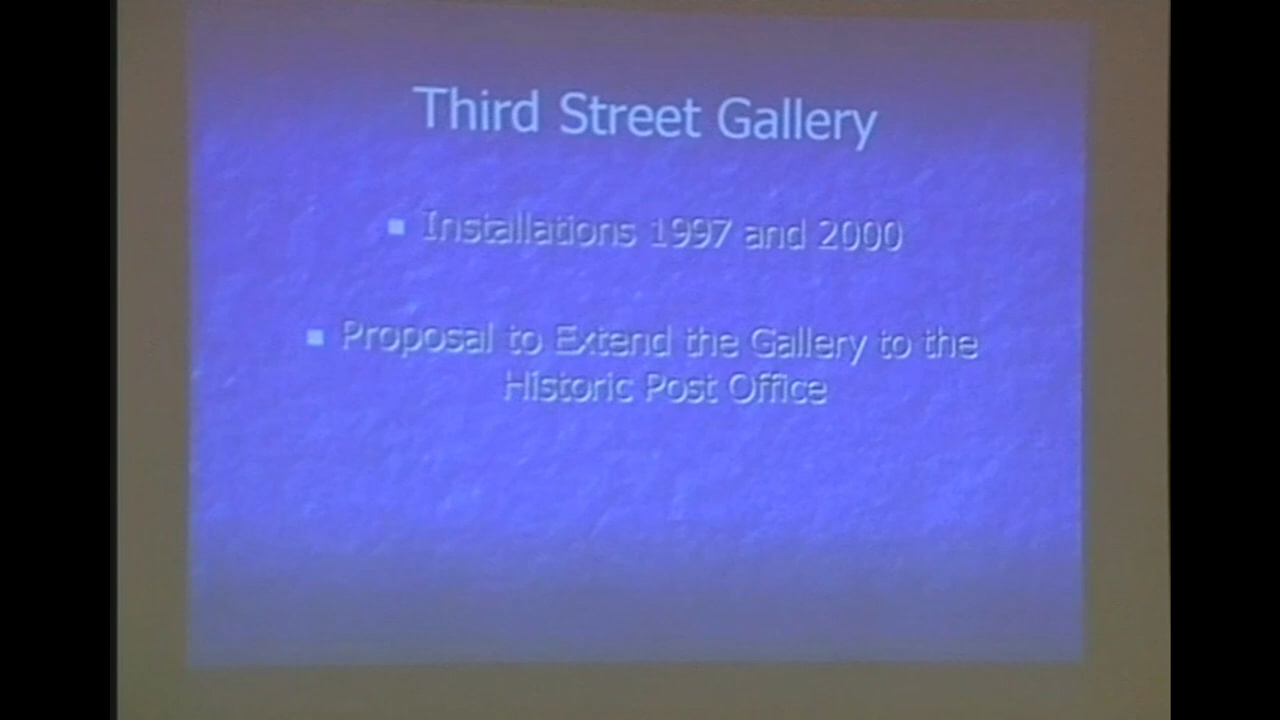 Third Street Gallery
▪ Installations 1997 and 2000
▪ Proposal to Extend the Gallery to the
Historic Post Office